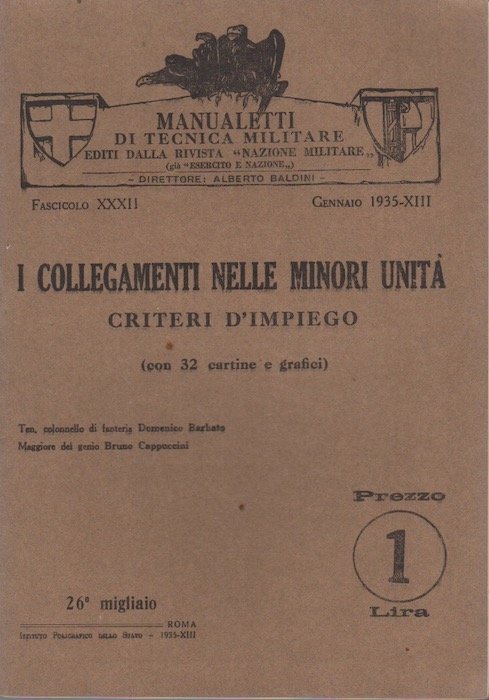 MANUALETTI
DI TECNICA MILITARE
EDITI DALLA RIVISTA "NAZIONE MILITARE„
(già "ESERCITO E NAZIONE„)
- DIRETTORE: ALBERTO BALDINI -
FASCICOLO XXXII
GENNAIO 1935-XIII
I COLLEGAMENTI NELLE MINORI UNITÀ
CRITERI D'IMPIEGO
(con 32 cartine e grafici)
Ten. colonnello di fanteria Domenico Barbato
Maggiore del genio Bruno Cappuccini
Prezzo
1
Lira
26° migliaio
ROMA
ISTITUTO POLIGRAFICO DELLO STATO - 1935-XIII